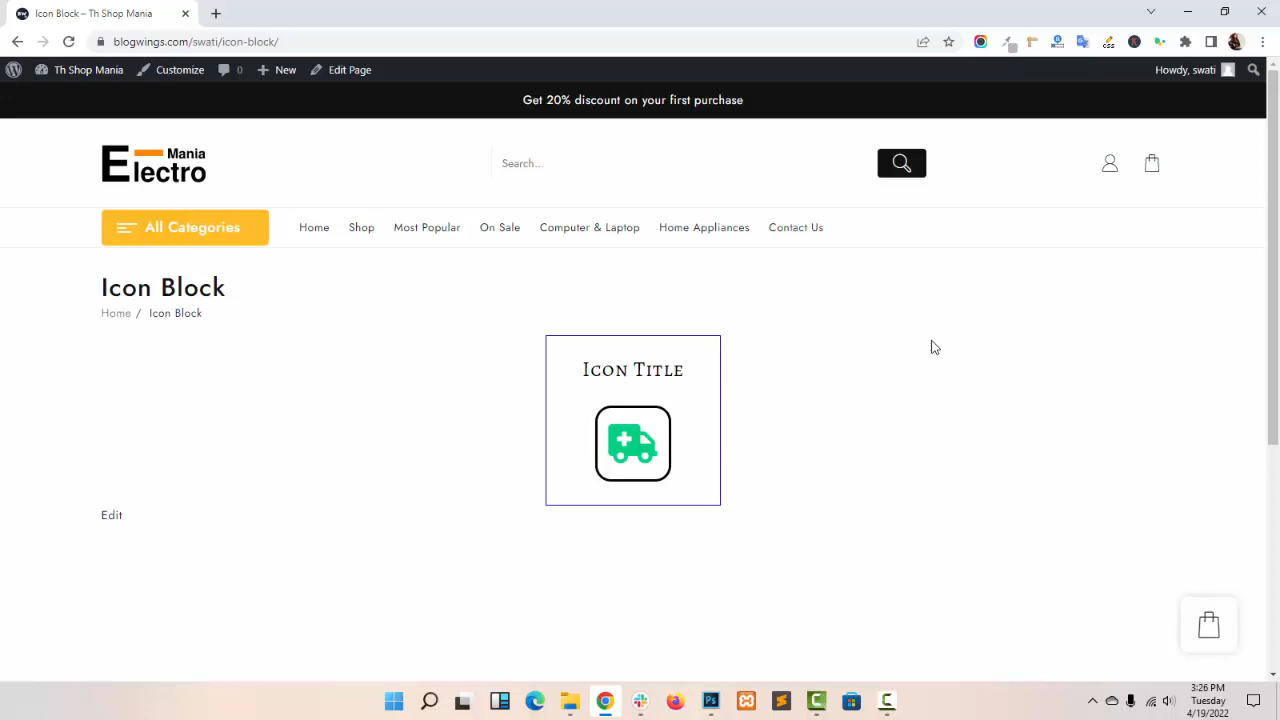 Icon Block – Th Shop Mania
blogwings.com/swati/icon-block/
Th Shop Mania Customize 0 New Edit Page Howdy, swati
Get 20% discount on your first purchase
Electro Mania
Search...
All Categories Home Shop Most Popular On Sale Computer & Laptop Home Appliances Contact Us
Icon Block
Home / Icon Block
Icon Title
Edit
3:26 PM
Tuesday
4/19/2022